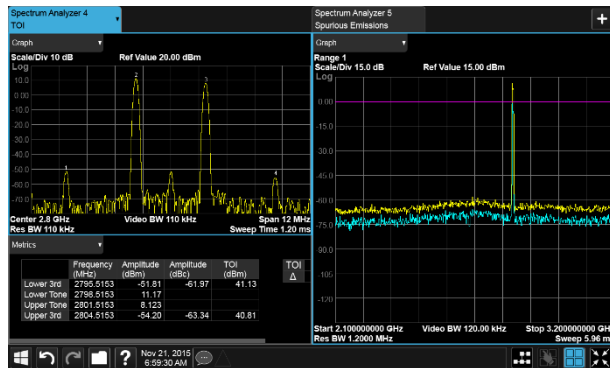 Spectrum Analyzer 4
TOI
Spectrum Analyzer 5
Spurious Emissions
+
Graph
Scale/Div 10 dB
Ref Value 20.00 dBm
Log
10.0
0.00
-10.0
-20.0
-30.0
-40.0
-50.0
-60.0
-70.0
1
2
3
4
Center 2.8 GHz
Video BW 110 kHz
Span 12 MHz
Res BW 110 kHz
Sweep Time 1.20 ms
Graph
Range 1
Scale/Div 15.0 dB
Ref Value 15.00 dBm
Log
0.00
-15.0
-30.0
-45.0
-60.0
-75.0
-90.0
-105
-120
Start 2.100000000 GHz
Video BW 120.00 kHz
Stop 3.200000000 GH
Res BW 1.2000 MHz
Sweep 5.96 m
Metrics
Frequency (MHz) Amplitude (dBm) Amplitude (dBc) TOI (dBm)
Lower 3rd 2795.5153 -51.81 -61.97 41.13
Lower Tone 2798.5153 11.17
Upper Tone 2801.5153 8.123
Upper 3rd 2804.5153 -54.20 -63.34 40.81
TOI
Δ
?
Nov 21, 2015
6:59:30 AM